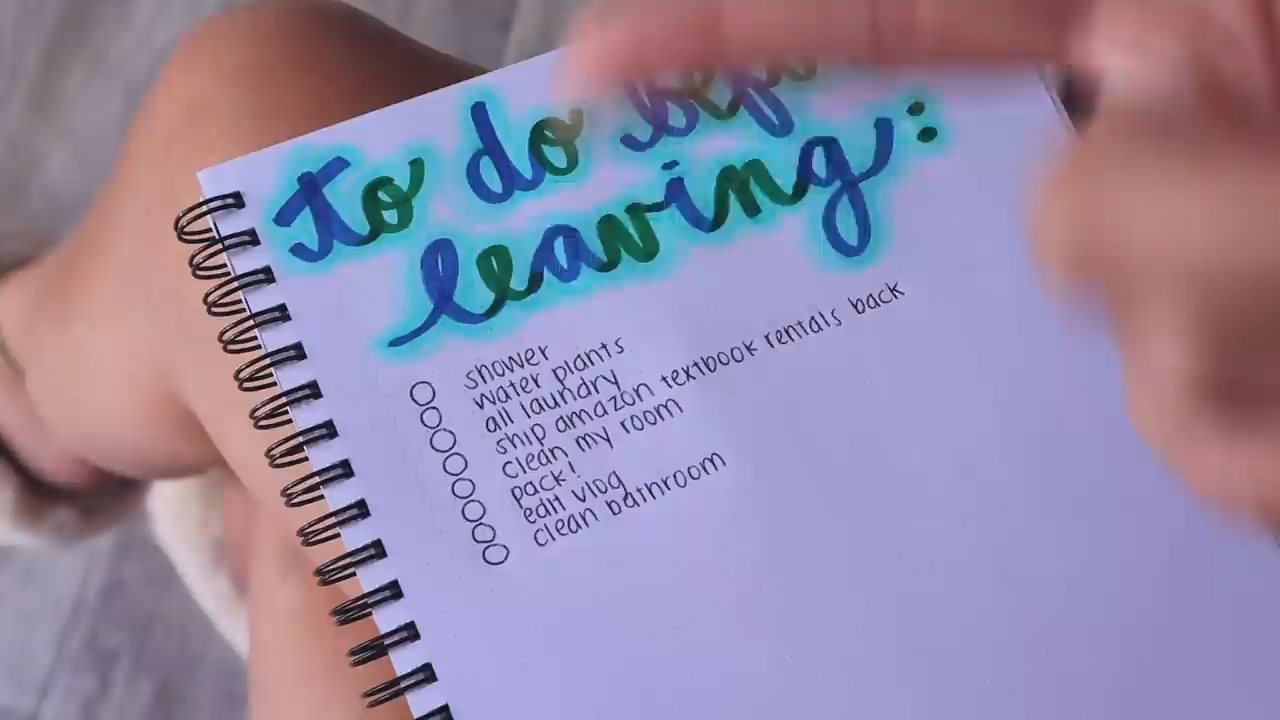 To do bef
leaving:
shower
water plants
all laundry
ship amazon textbook rentals back
clean my room
pack!
edit vlog
clean bathroom